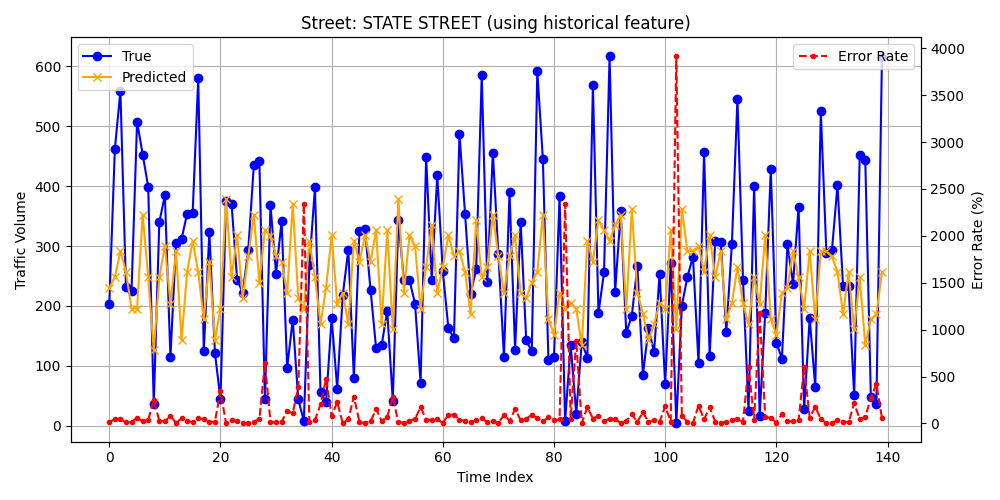 Street: STATE STREET (using historical feature)
True
Predicted
Error Rate
Traffic Volume
600
500
400
300
200
100
0
4000
3500
3000
2500
2000
1500
1000
500
0
Error Rate (%)
0 20 40 60 80 100 120 140
Time Index